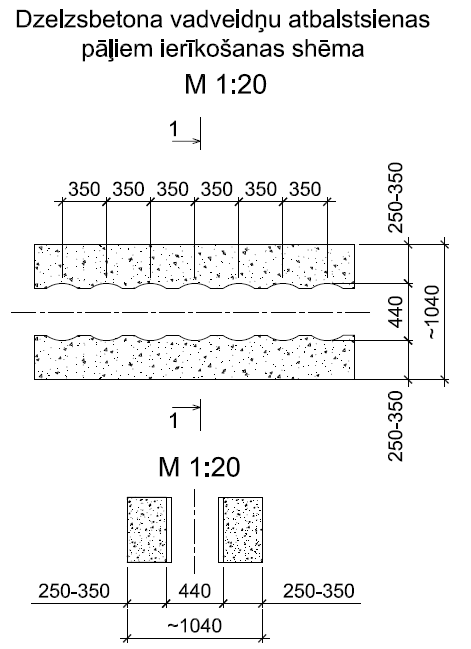 Dzelzsbetona vadveidņu atbalstsienas
pāļiem ierīkošanas shēma
M 1:20
1
350 350 350 350 350 350
250-350
440
~1040
250-350
1
M 1:20
250-350 440 250-350
~1040